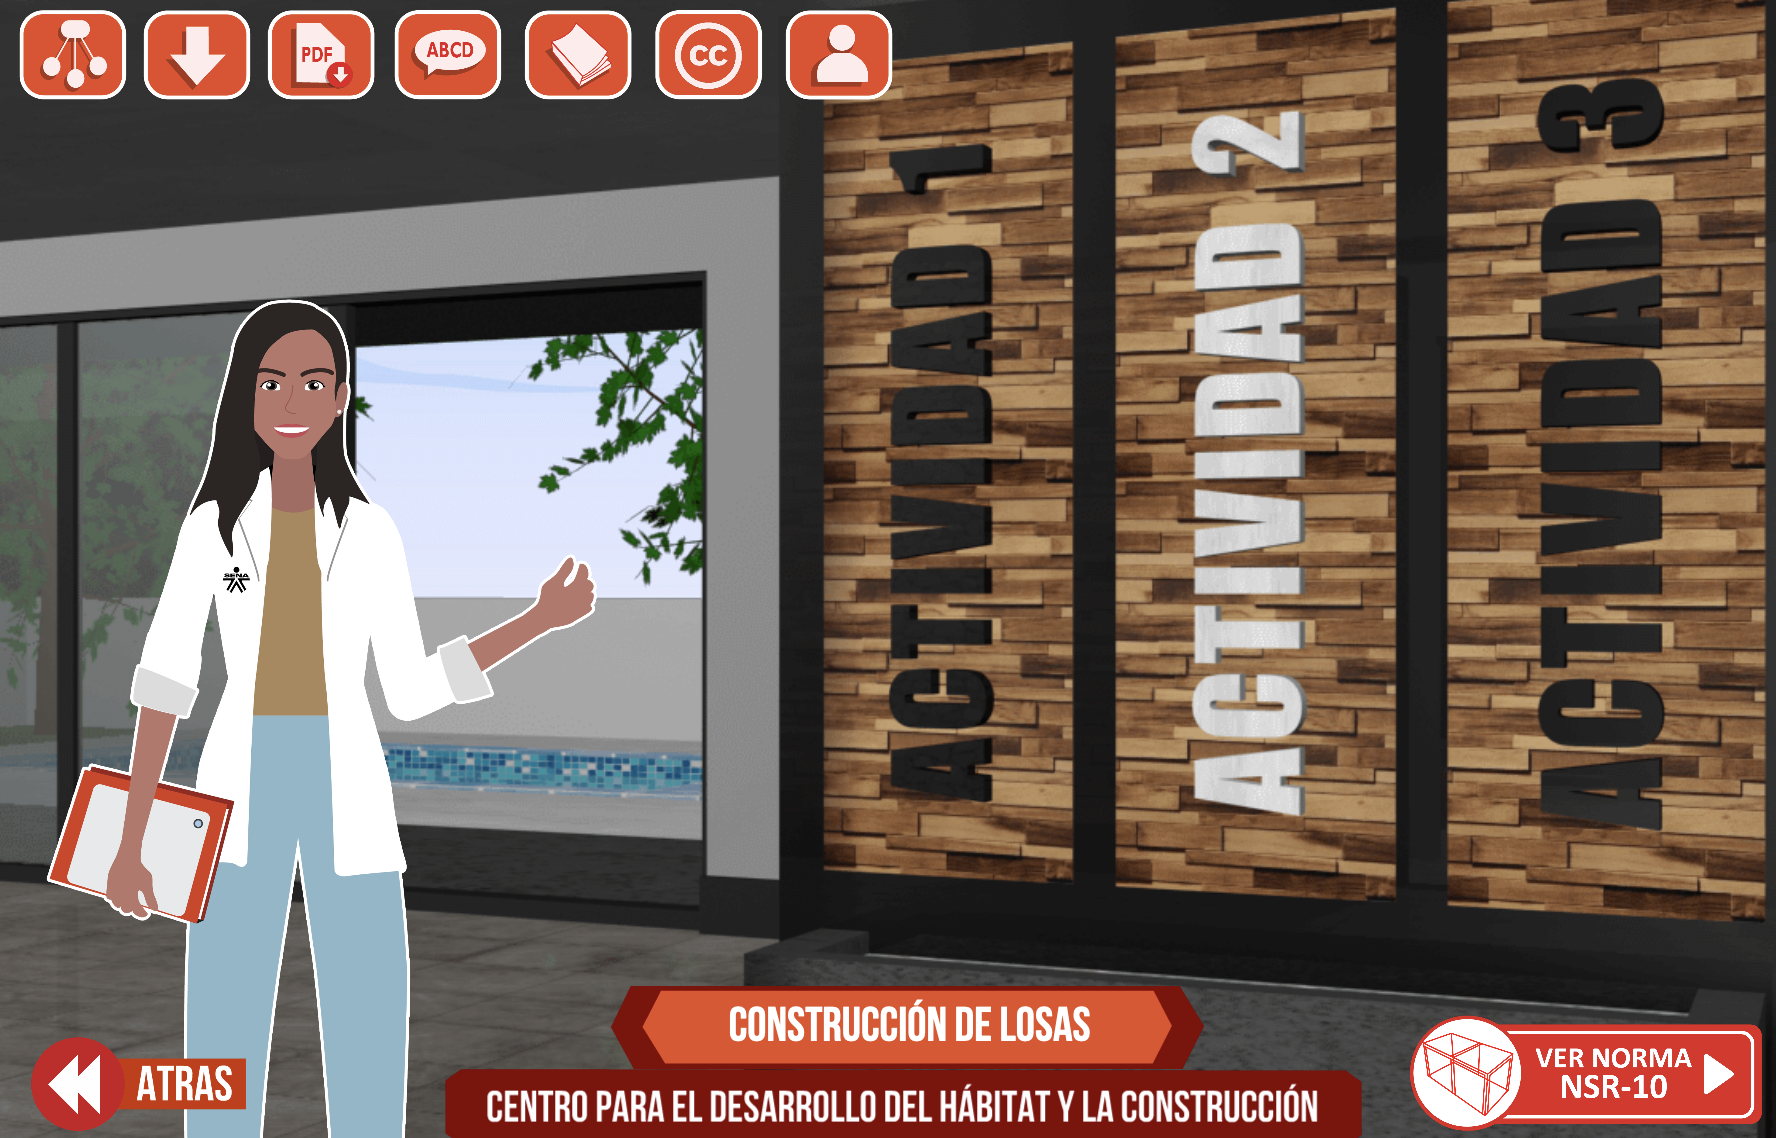 PDF
ABCD
CC
SENA
ACTIVIDAD 1
ACTIVIDAD 2
ACTIVIDAD 3
CONSTRUCCIÓN DE LOSAS
CENTRO PARA EL DESARROLLO DEL HÁBITAT Y LA CONSTRUCCIÓN
ATRAS
VER NORMA
NSR-10